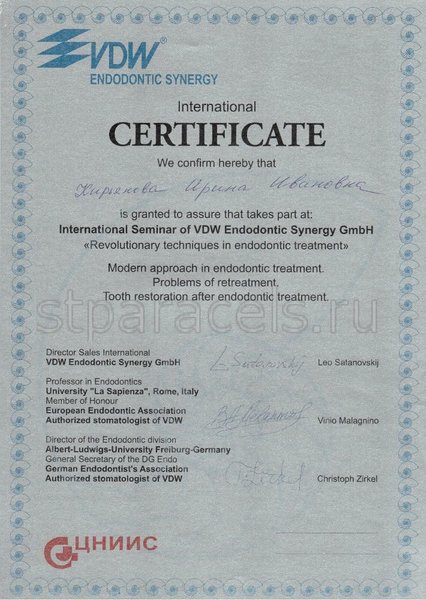 VDW®
ENDODONTIC SYNERGY
International
CERTIFICATE
We confirm hereby that
Кирьянова Ирина Ивановна
is granted to assure that takes part at:
International Seminar of VDW Endodontic Synergy GmbH
«Revolutionary techniques in endodontic treatment»
Modern approach in endodontic treatment.
Problems of retreatment.
Tooth restoration after endodontic treatment.
stparacels.ru
Director Sales International
VDW Endodontic Synergy GmbH
Leo Satanovskij
Professor in Endodontics
University "La Sapienza", Rome, Italy
Member of Honour
European Endodontic Association
Authorized stomatologist of VDW
Vinio Malagnino
Director of the Endodontic division
Albert-Ludwigs-University Freiburg-Germany
General Secretary of the DG Endo
German Endodontist's Association
Authorized stomatologist of VDW
Christoph Zirkel
ЦНИИС